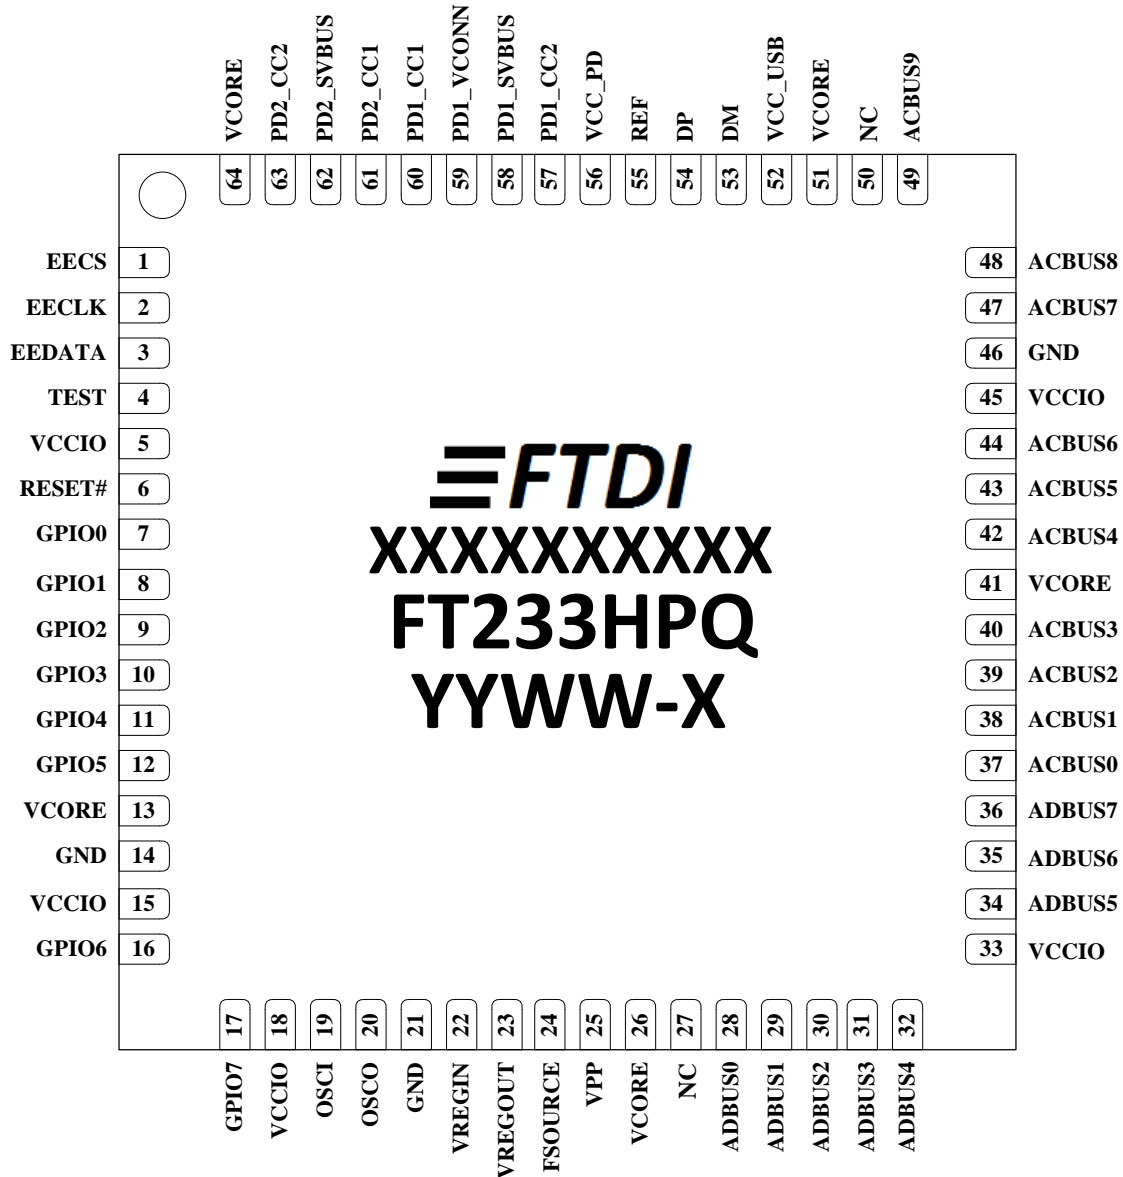 VCORE PD2_CC2 PD2_SVBUS PD2_CC1 PD1_CC1 PD1_VCONN PD1_SVBUS PD1_CC2 VCC_PD REF DP DM VCC_USB VCORE NC ACBUS9
64 63 62 61 60 59 58 57 56 55 54 53 52 51 50 49
EECS 1 48 ACBUS8
EECLK 2 47 ACBUS7
EEDATA 3 46 GND
TEST 4 45 VCCIO
VCCIO 5 44 ACBUS6
RESET# 6 43 ACBUS5
GPIO0 7 42 ACBUS4
GPIO1 8 41 VCORE
GPIO2 9 40 ACBUS3
GPIO3 10 39 ACBUS2
GPIO4 11 38 ACBUS1
GPIO5 12 37 ACBUS0
VCORE 13 36 ADBUS7
GND 14 35 ADBUS6
VCCIO 15 34 ADBUS5
GPIO6 16 33 VCCIO
FTDI
XXXXXXXXXX
FT233HPQ
YYWW-X
17 18 19 20 21 22 23 24 25 26 27 28 29 30 31 32
GPIO7 VCCIO OSCI OSCO GND VREGIN VREGOUT FSOURCE VPP VCORE NC ADBUS0 ADBUS1 ADBUS2 ADBUS3 ADBUS4